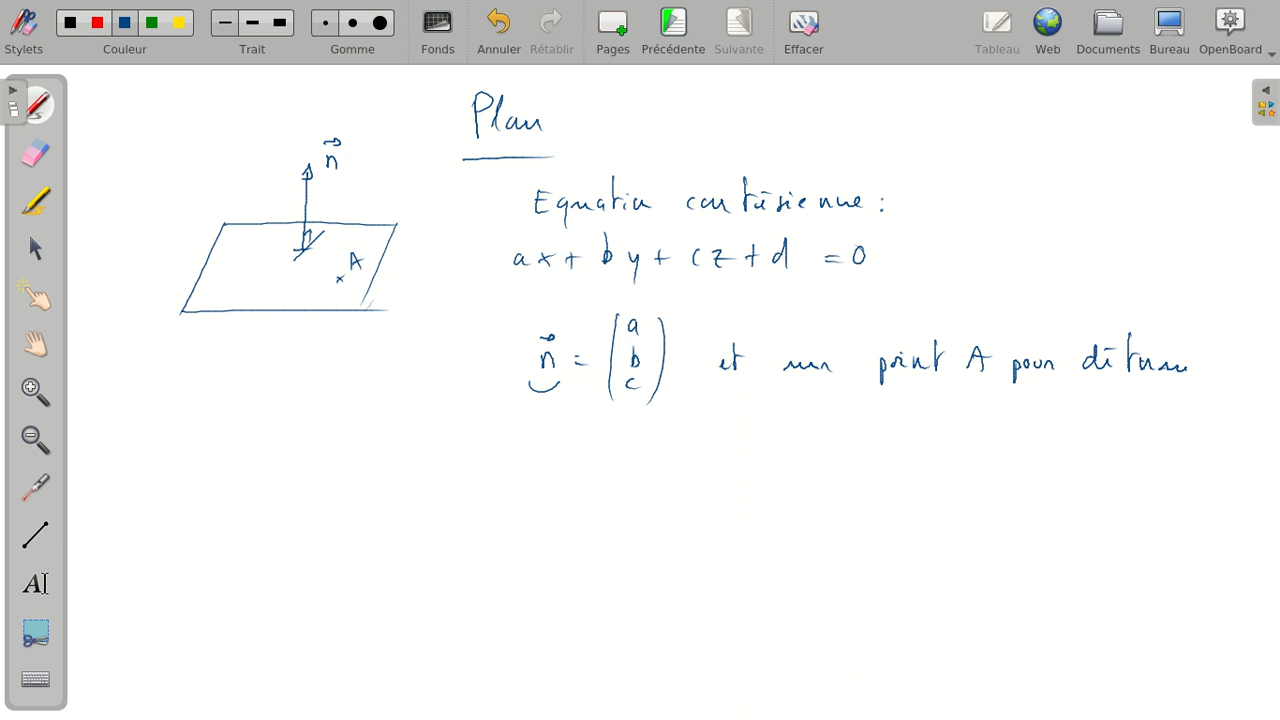 Stylets Couleur Trait Gomme Fonds Annuler Rétablir Pages Précédente Suivante Effacer Tableau Web Documents Bureau OpenBoard
Plan
n
A
Equation cartésienne :
ax + by + cz + d = 0
n = (a b c) et un point A pour